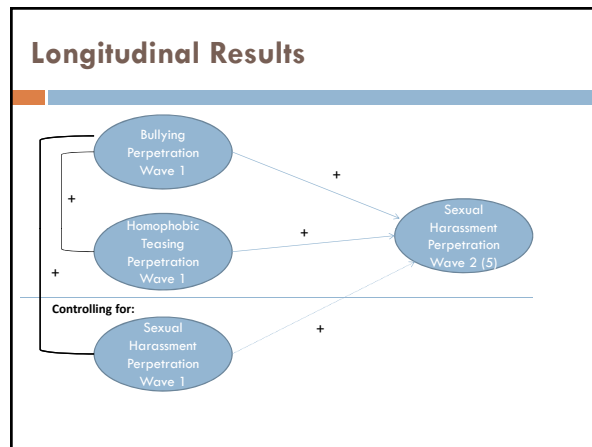 Longitudinal Results
Bullying
Perpetration
Wave 1
+
+
Homophobic
Teasing
Perpetration
Wave 1
+
Sexual
Harassment
Perpetration
Wave 2 (5)
+
Controlling for:
Sexual
Harassment
Perpetration
Wave 1
+